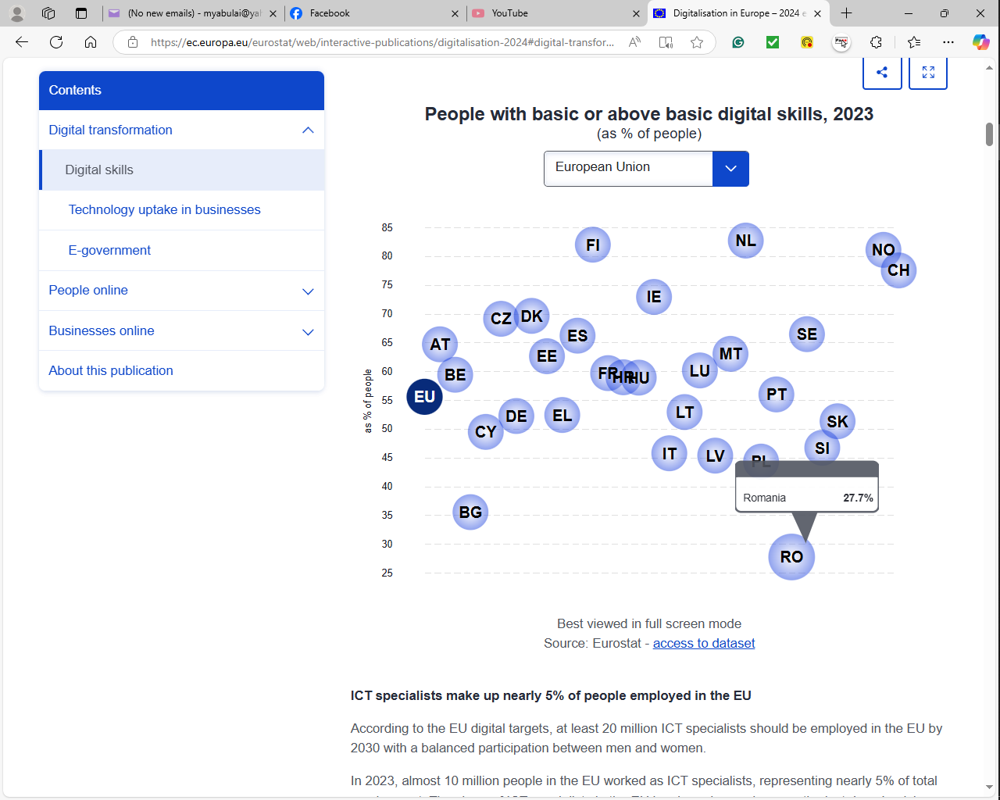 (No new emails) - myabulai@ya
Facebook
YouTube
Digitalisation in Europe – 2024 e
https://ec.europa.eu/eurostat/web/interactive-publications/digitalisation-2024#digital-transfor...
Contents
Digital transformation
Digital skills
Technology uptake in businesses
E-government
People online
Businesses online
About this publication
People with basic or above basic digital skills, 2023
(as % of people)
European Union
as % of people
85
80
75
70
65
60
55
50
45
40
35
30
25
EU
AT
BE
BG
CY
CZ
DE
DK
EE
EL
ES
FI
FR
HR
HU
IE
IT
LT
LU
LV
MT
NL
PL
PT
RO
SE
SI
SK
NO
CH
Romania 27.7%
Best viewed in full screen mode
Source: Eurostat - access to dataset
ICT specialists make up nearly 5% of people employed in the EU
According to the EU digital targets, at least 20 million ICT specialists should be employed in the EU by
2030 with a balanced participation between men and women.
In 2023, almost 10 million people in the EU worked as ICT specialists, representing nearly 5% of total